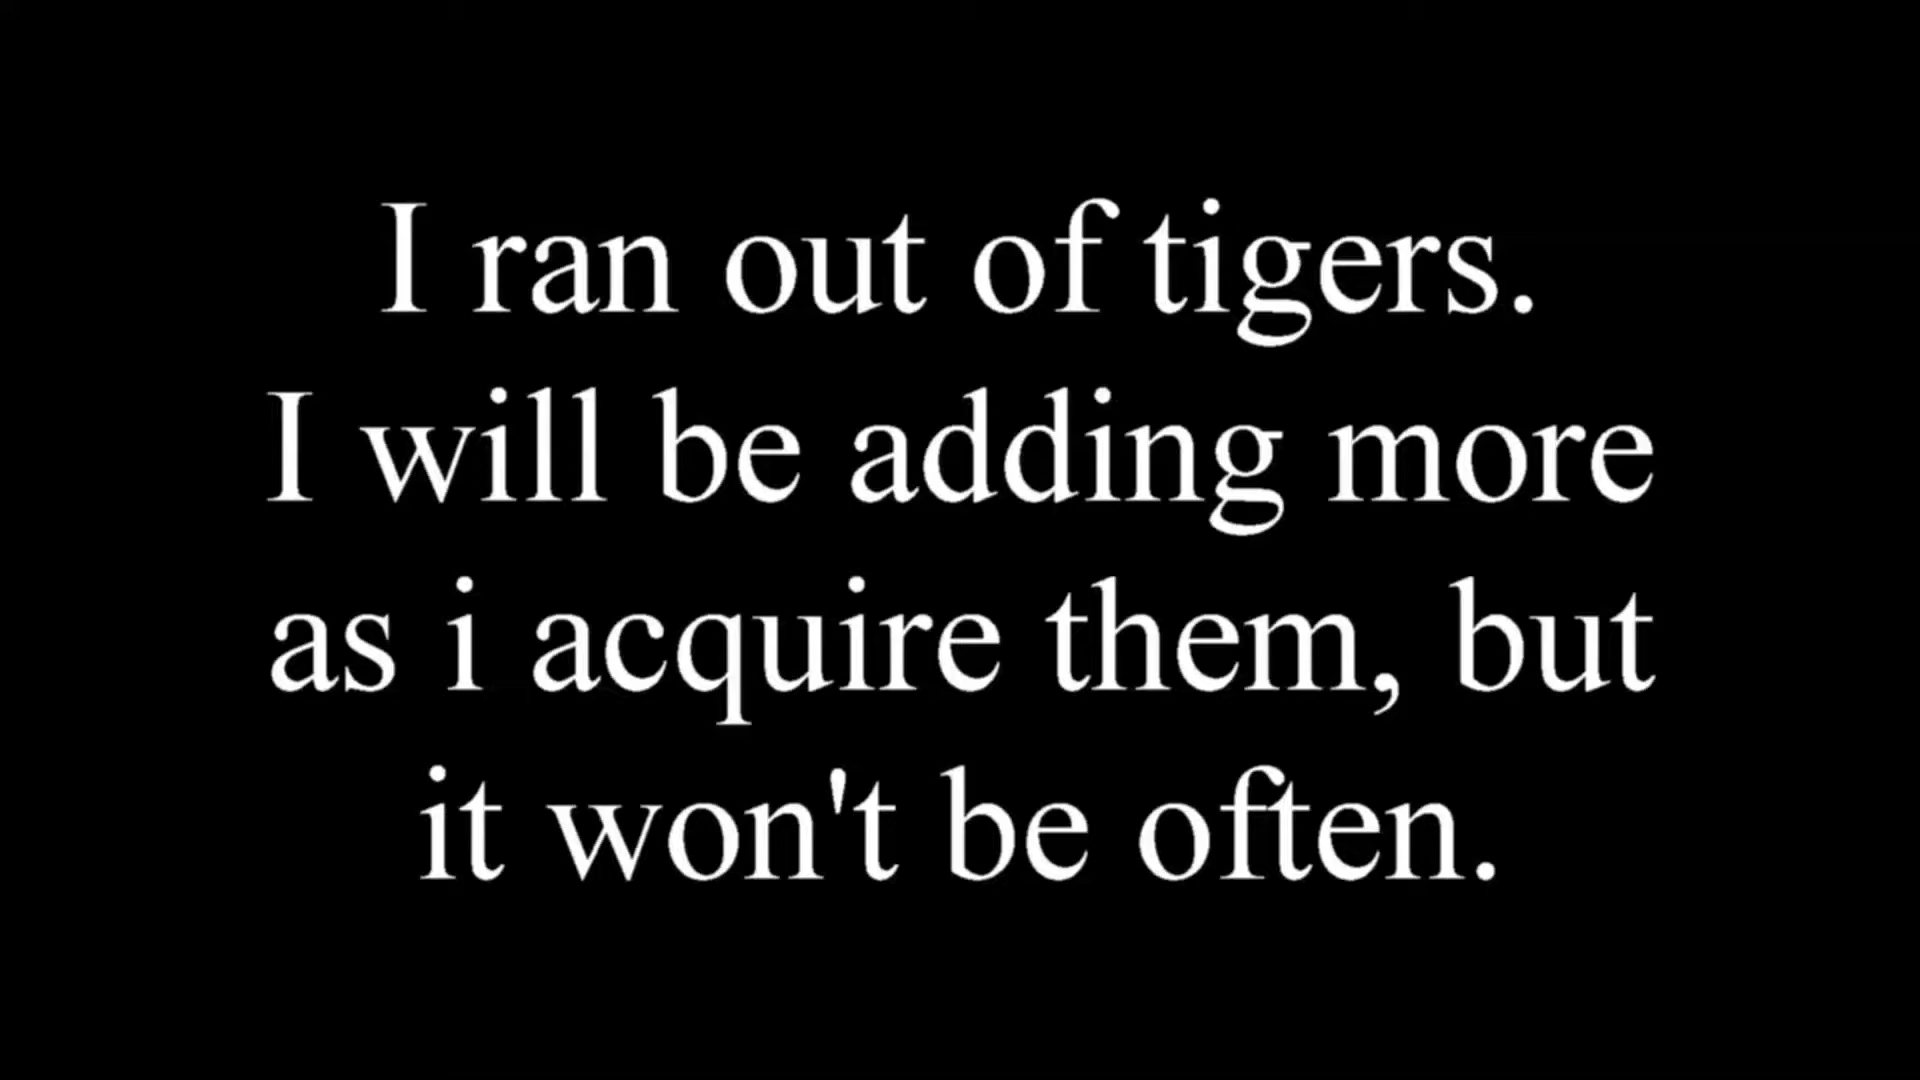 I ran out of tigers.
I will be adding more
as i acquire them, but
it won't be often.